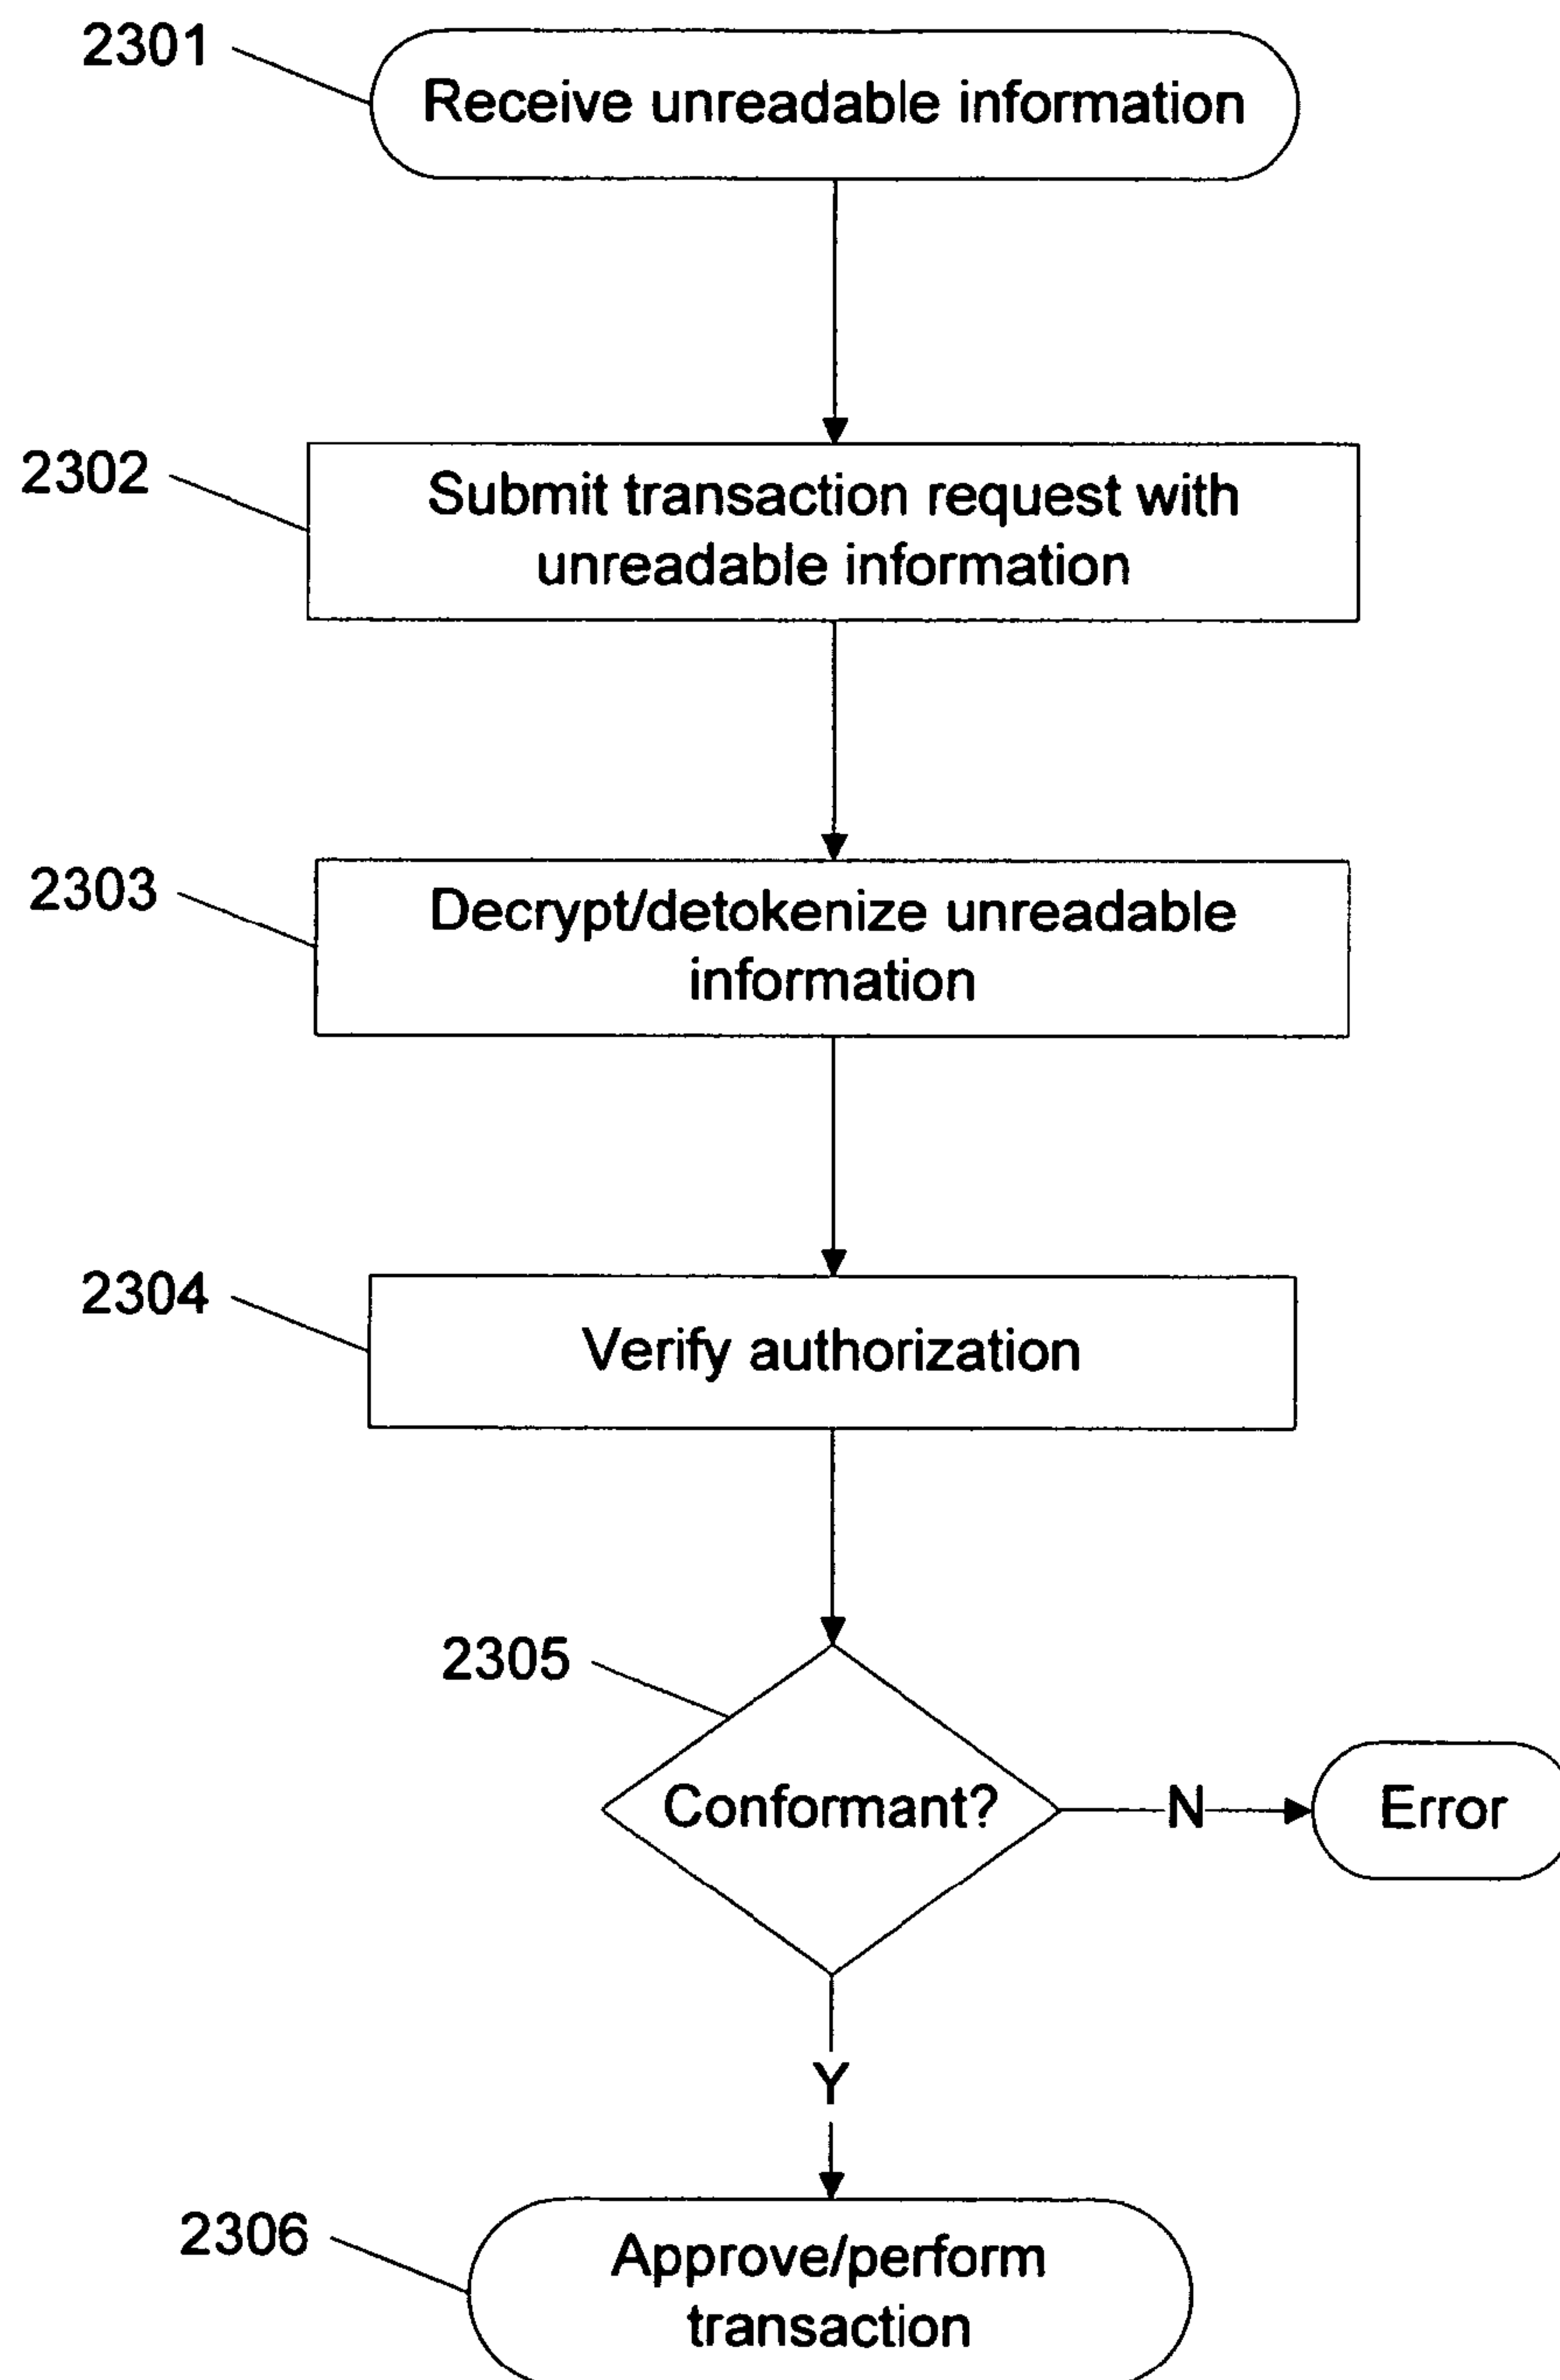 2301
Receive unreadable information
2302
Submit transaction request with
unreadable information
2303
Decrypt/detokenize unreadable
information
2304
Verify authorization
2305
Conformant?
N
Error
Y
2306
Approve/perform
transaction